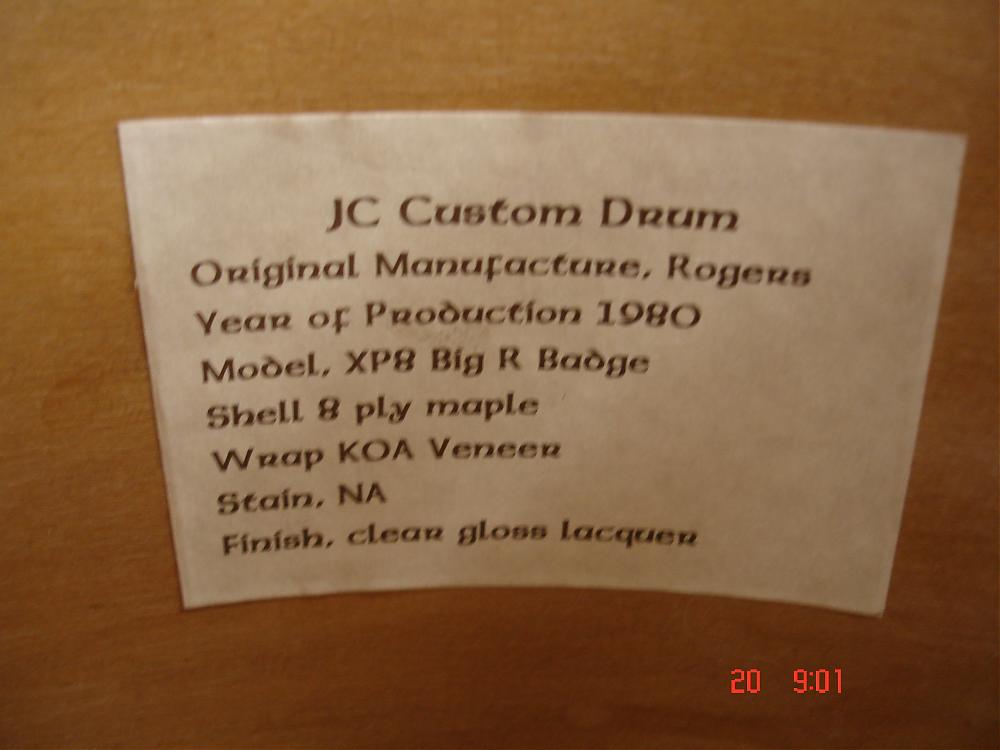 JC Custom Drum
Original Manufacture, Rogers
Year of Production 1980
Model, XP8 Big R Badge
Shell 8 ply maple
Wrap KOA Veneer
Stain, NA
Finish, clear gloss lacquer
20 9:01